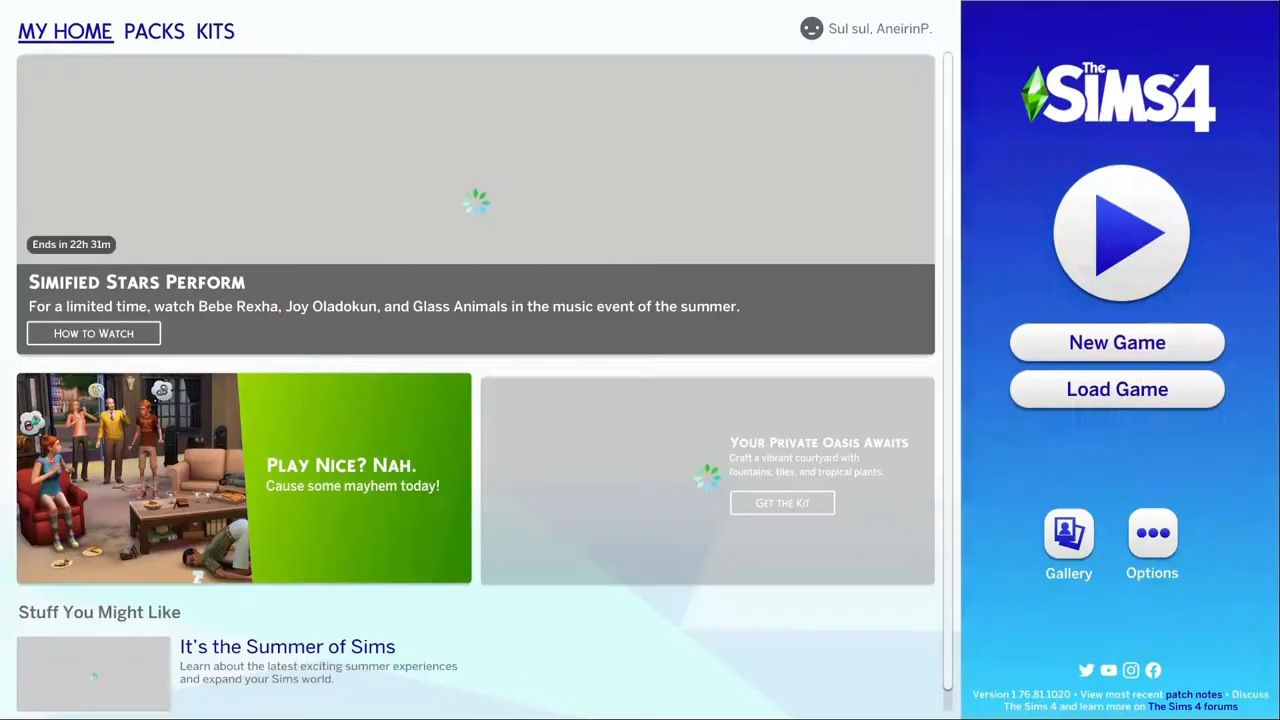 MY HOME PACKS KITS
Sul sul, AneirinP.
Ends in 22h 31m
Simified Stars Perform
For a limited time, watch Bebe Rexha, Joy Oladokun, and Glass Animals in the music event of the summer.
How to Watch
Play Nice? Nah.
Cause some mayhem today!
Your Private Oasis Awaits
Craft a vibrant courtyard with
fountains, tiles, and tropical plants.
Get the Kit
Stuff You Might Like
It's the Summer of Sims
Learn about the latest exciting summer experiences
and expand your Sims world.
The Sims 4
New Game
Load Game
Gallery
Options
Version 1.76.81.1020 • View most recent patch notes • Discuss
The Sims 4 and learn more on The Sims 4 forums